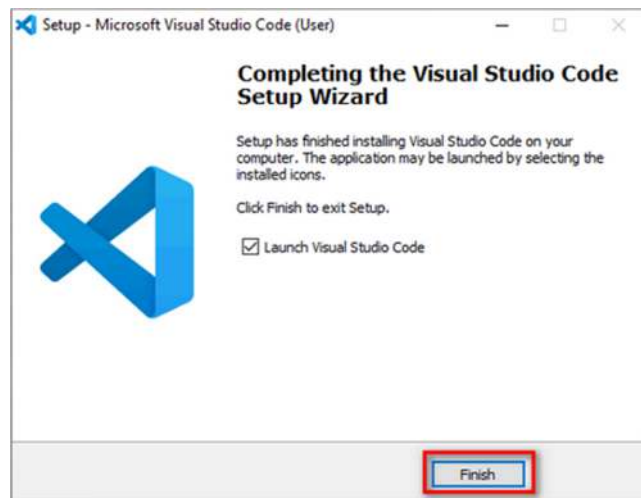 Setup - Microsoft Visual Studio Code (User)
Completing the Visual Studio Code
Setup Wizard
Setup has finished installing Visual Studio Code on your
computer. The application may be launched by selecting the
installed icons.
Click Finish to exit Setup.
Launch Visual Studio Code
Finish